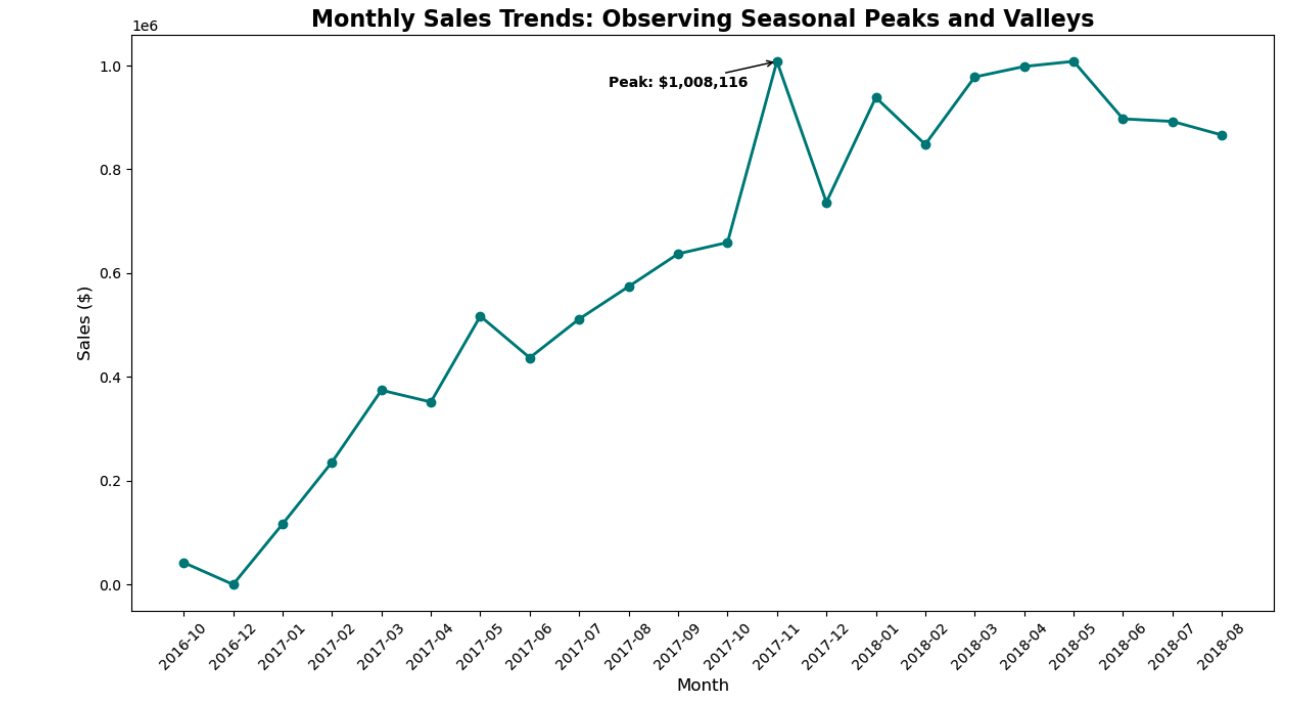 Monthly Sales Trends: Observing Seasonal Peaks and Valleys
1e6
Peak: $1,008,116
1.0
0.8
0.6
0.4
0.2
0.0
Sales ($)
2016-10 2016-12 2017-01 2017-02 2017-03 2017-04 2017-05 2017-06 2017-07 2017-08 2017-09 2017-10 2017-11 2017-12 2018-01 2018-02 2018-03 2018-04 2018-05 2018-06 2018-07 2018-08
Month